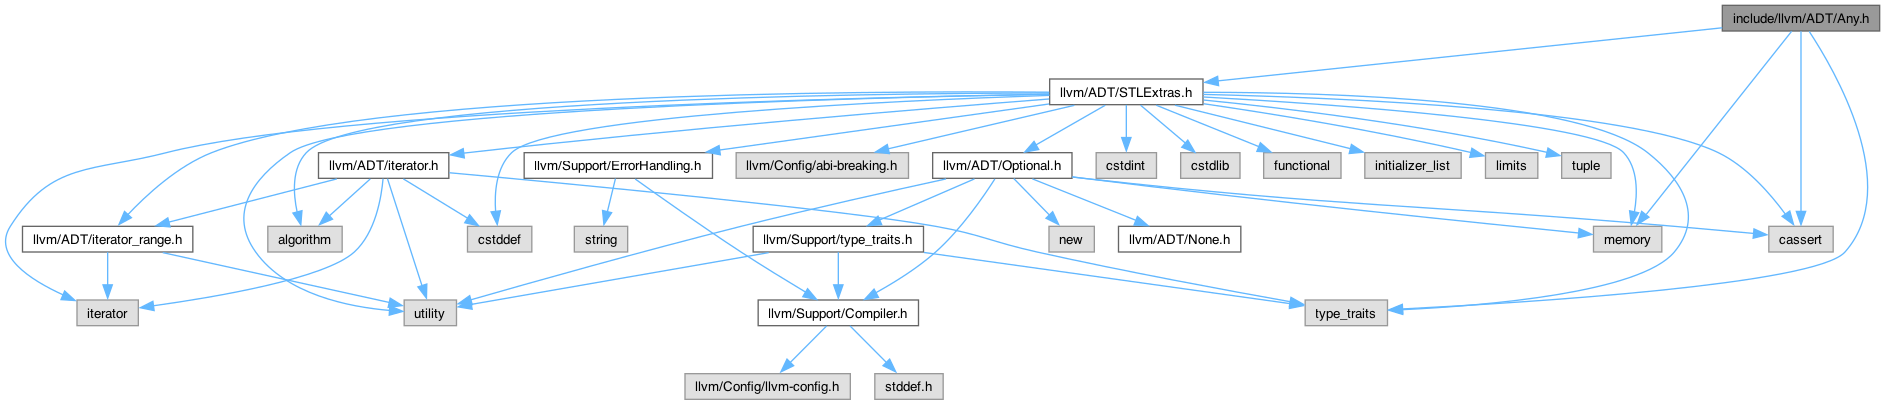 include/llvm/ADT/Any.h
llvm/ADT/STLExtras.h
llvm/ADT/iterator.h
llvm/Support/ErrorHandling.h
llvm/Config/abi-breaking.h
llvm/ADT/Optional.h
cstdint
cstdlib
functional
initializer_list
limits
tuple
llvm/ADT/iterator_range.h
algorithm
cstddef
string
llvm/Support/type_traits.h
new
llvm/ADT/None.h
memory
cassert
iterator
utility
llvm/Support/Compiler.h
type_traits
llvm/Config/llvm-config.h
stddef.h